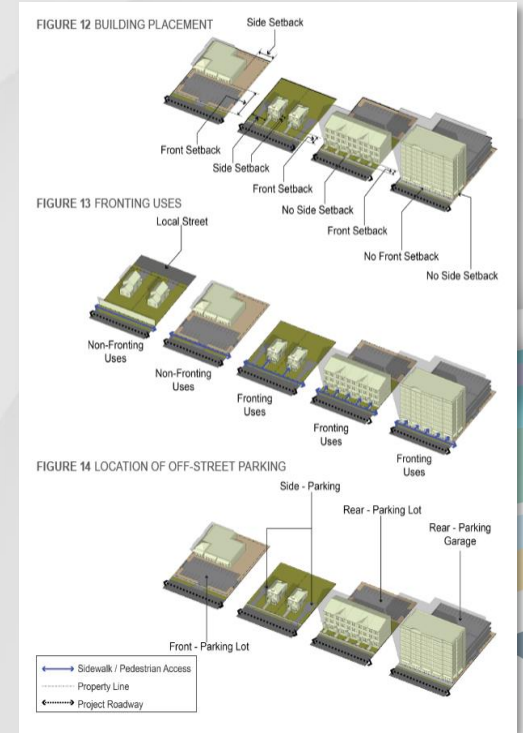 FIGURE 12 BUILDING PLACEMENT
Side Setback
Front Setback
Side Setback
Front Setback
No Side Setback
Front Setback
No Front Setback
No Side Setback
FIGURE 13 FRONTING USES
Local Street
Non-Fronting
Uses
Non-Fronting
Uses
Fronting
Uses
Fronting
Uses
Fronting
Uses
FIGURE 14 LOCATION OF OFF-STREET PARKING
Side - Parking
Rear - Parking Lot
Rear - Parking
Garage
Front - Parking Lot
Sidewalk / Pedestrian Access
Property Line
Project Roadway